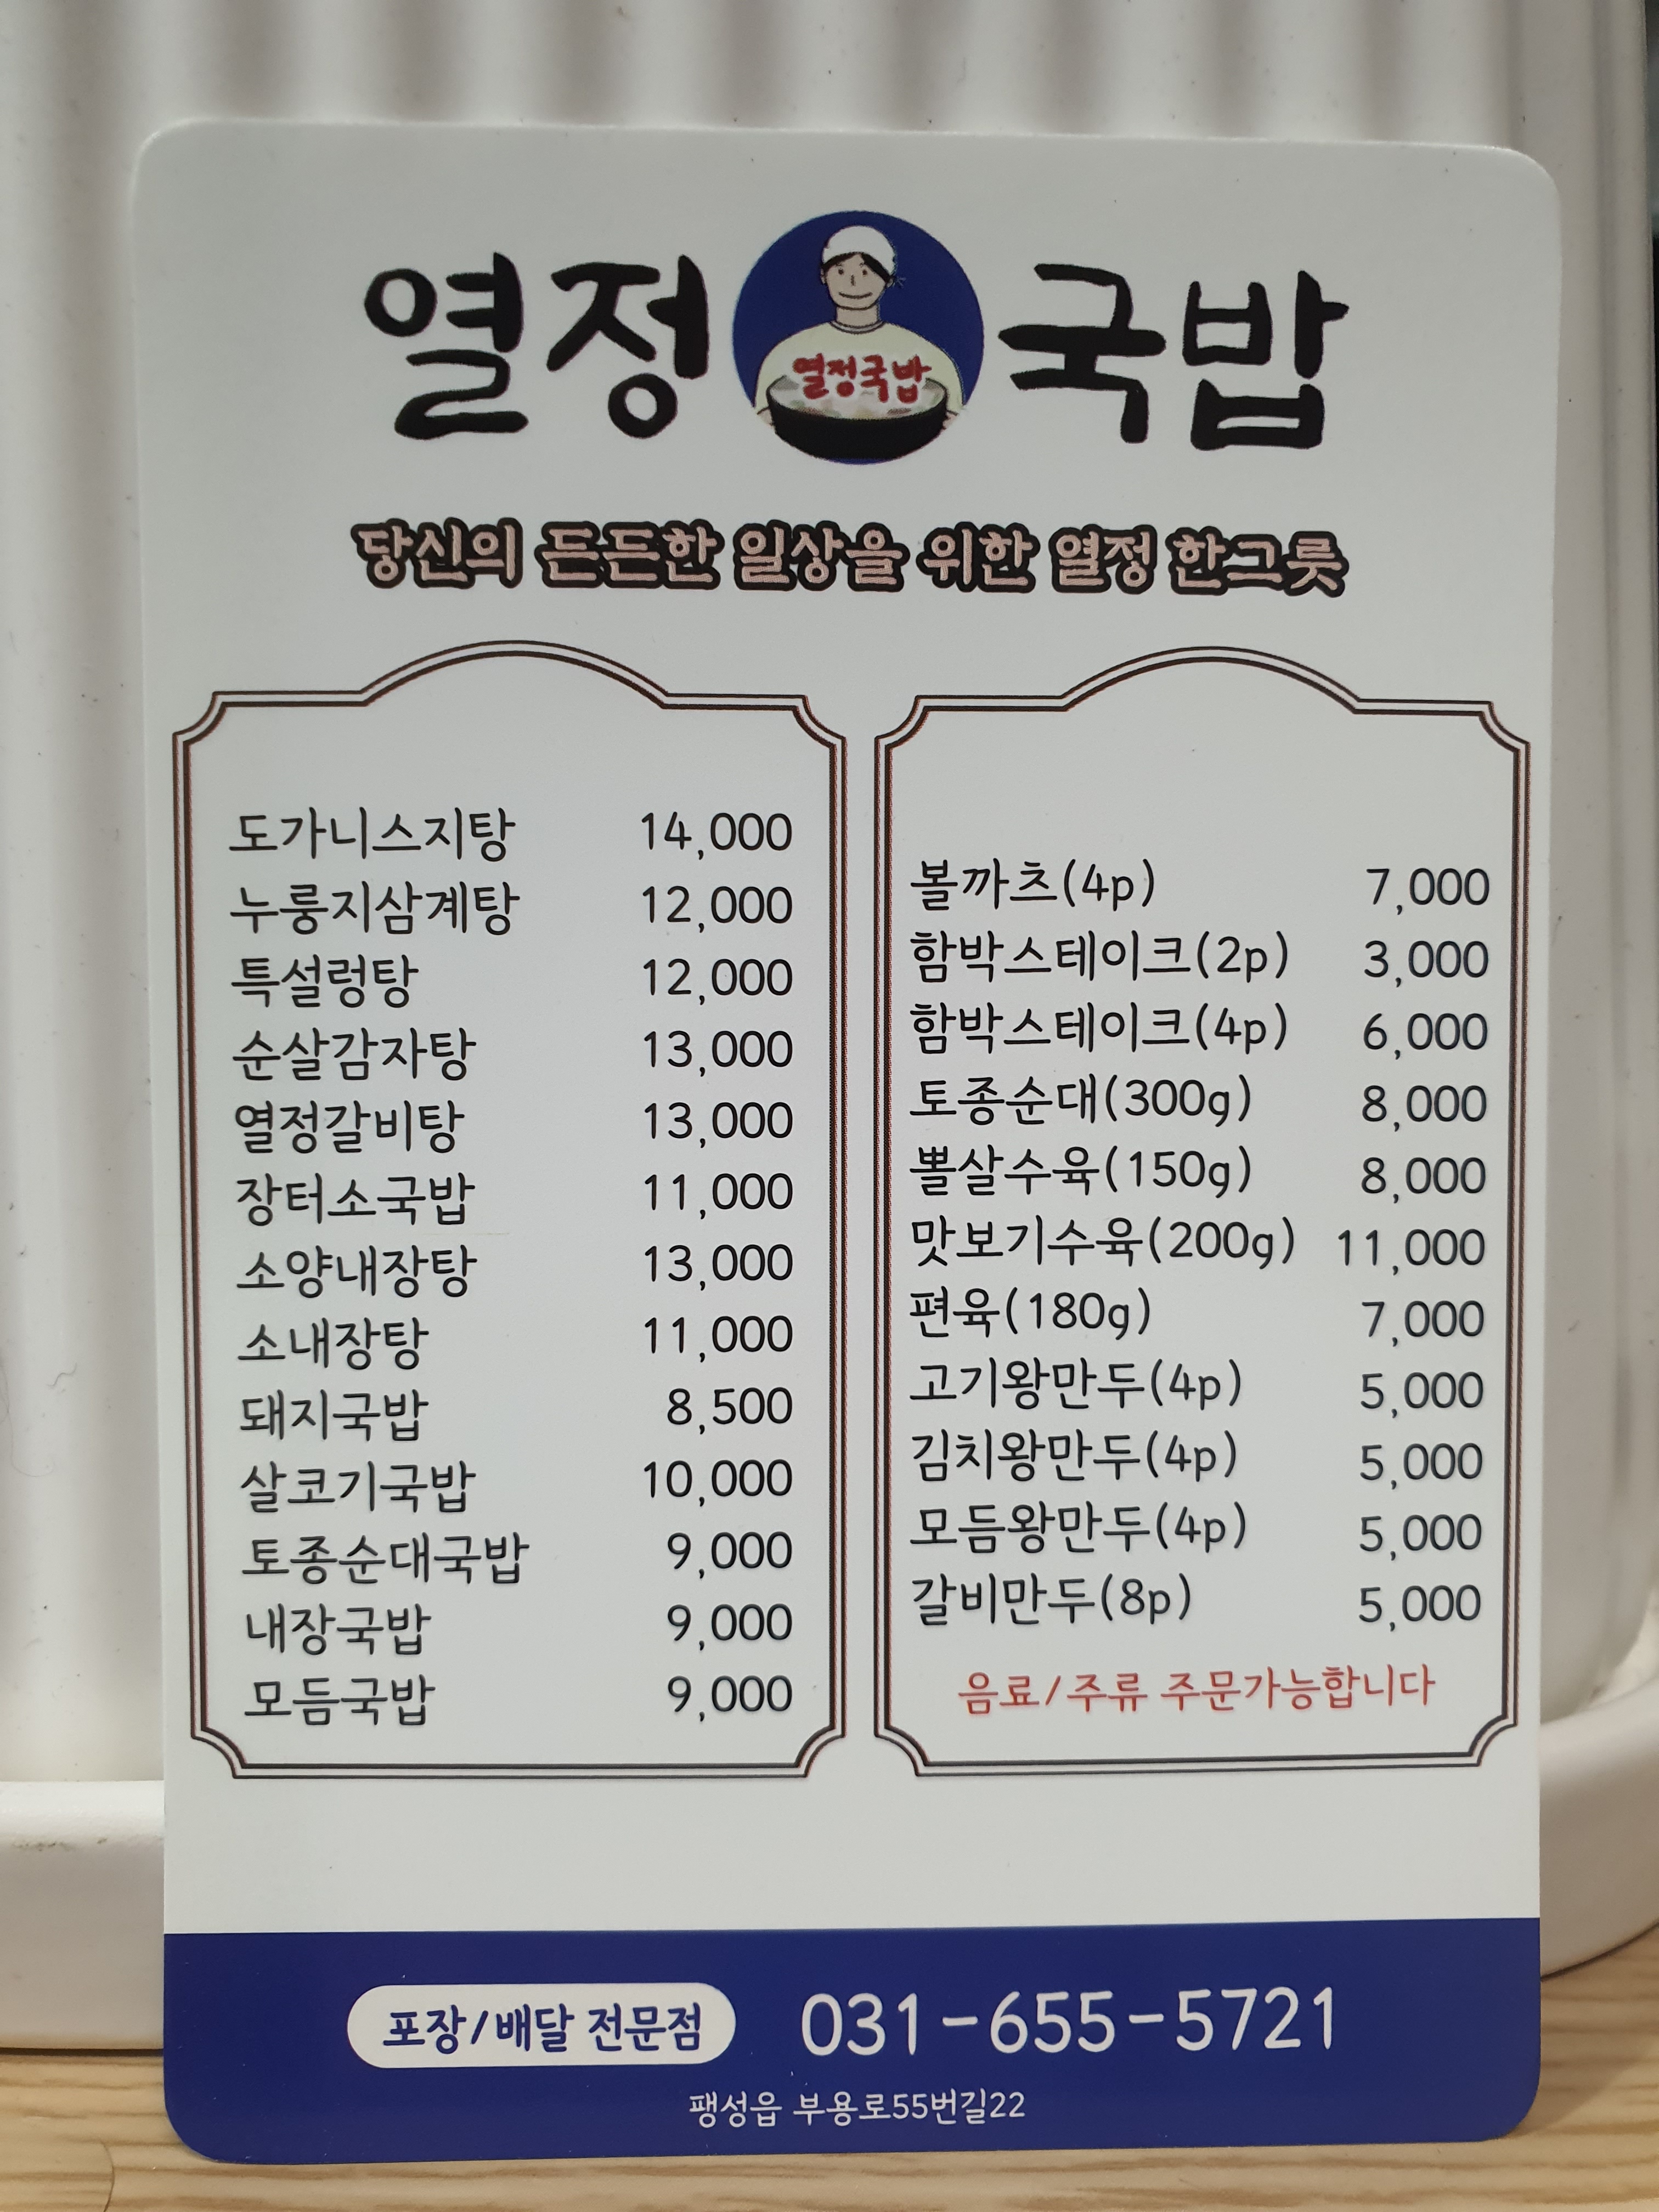 열정 국밥
열정국밥
당신의 든든한 일상을 위한 열정 한그릇
도가니스지탕 14,000
누룽지삼계탕 12,000
특설렁탕 12,000
순살감자탕 13,000
열정갈비탕 13,000
장터소국밥 11,000
소양내장탕 13,000
소내장탕 11,000
돼지국밥 8,500
살코기국밥 10,000
토종순대국밥 9,000
내장국밥 9,000
모듬국밥 9,000
볼까츠(4p) 7,000
함박스테이크(2p) 3,000
함박스테이크(4p) 6,000
토종순대(300g) 8,000
뽈살수육(150g) 8,000
맛보기수육(200g) 11,000
편육(180g) 7,000
고기왕만두(4p) 5,000
김치왕만두(4p) 5,000
모듬왕만두(4p) 5,000
갈비만두(8p) 5,000
음료/주류 주문가능합니다
포장/배달 전문점 031-655-5721
팽성읍 부용로55번길22